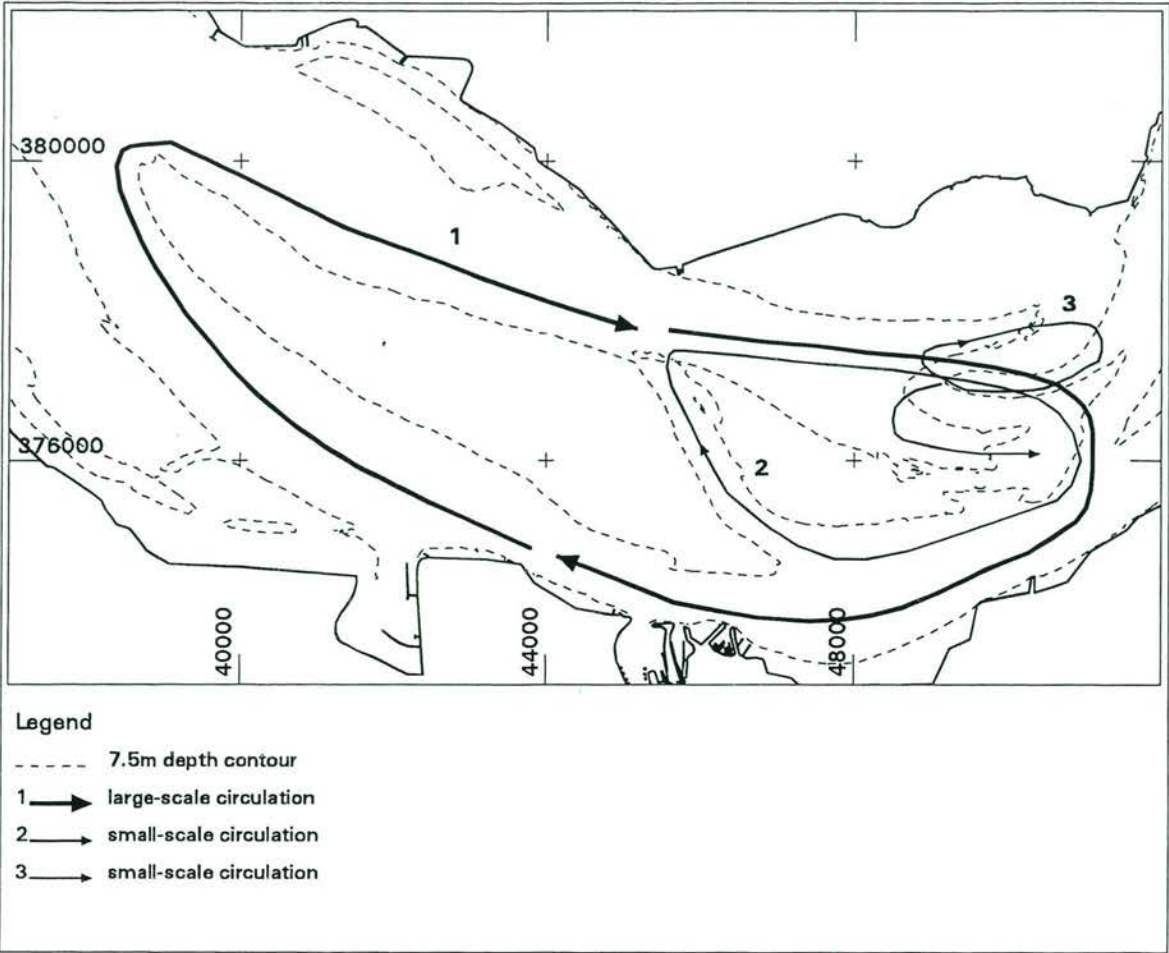 380000
1
3
376000
2
40000
44000
48000
Legend
7.5m depth contour
1 large-scale circulation
2 small-scale circulation
3 small-scale circulation